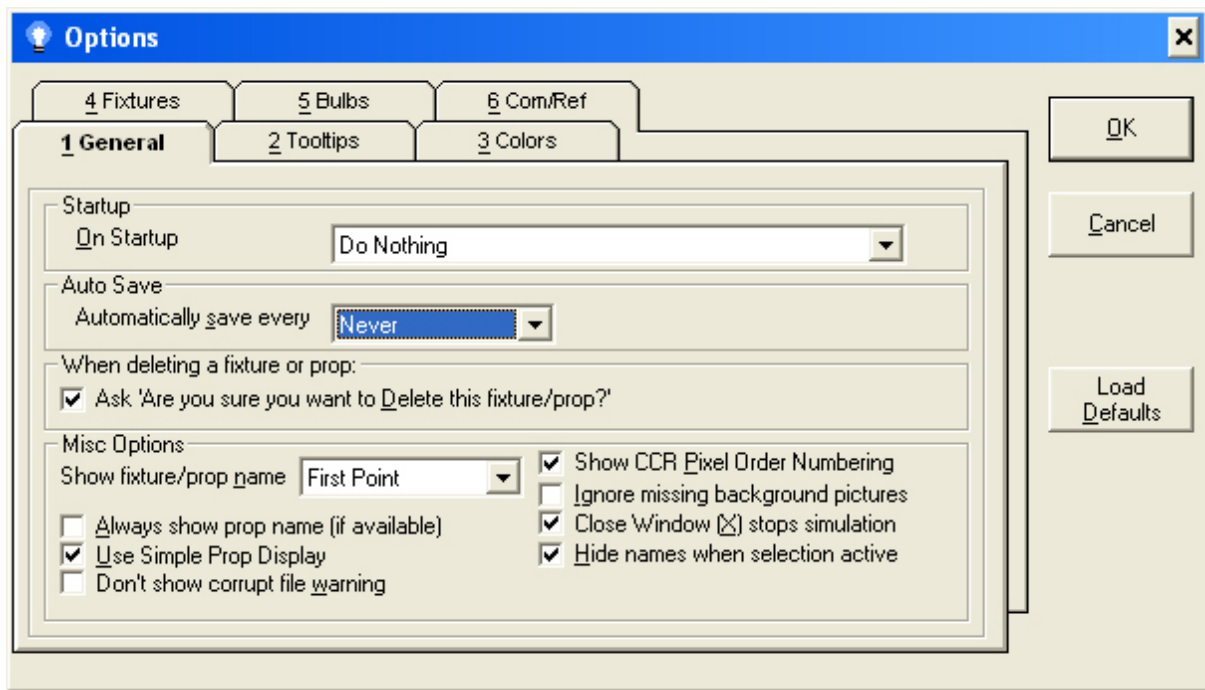 Options
4 Fixtures
5 Bulbs
6 Com/Ref
1 General
2 Tooltips
3 Colors
OK
Cancel
Load
Defaults
Startup
On Startup
Do Nothing
Auto Save
Automatically save every
Never
When deleting a fixture or prop:
Ask 'Are you sure you want to Delete this fixture/prop?'
Misc Options
Show fixture/prop name
First Point
Always show prop name (if available)
Use Simple Prop Display
Don't show corrupt file warning
Show CCR Pixel Order Numbering
Ignore missing background pictures
Close Window (X) stops simulation
Hide names when selection active